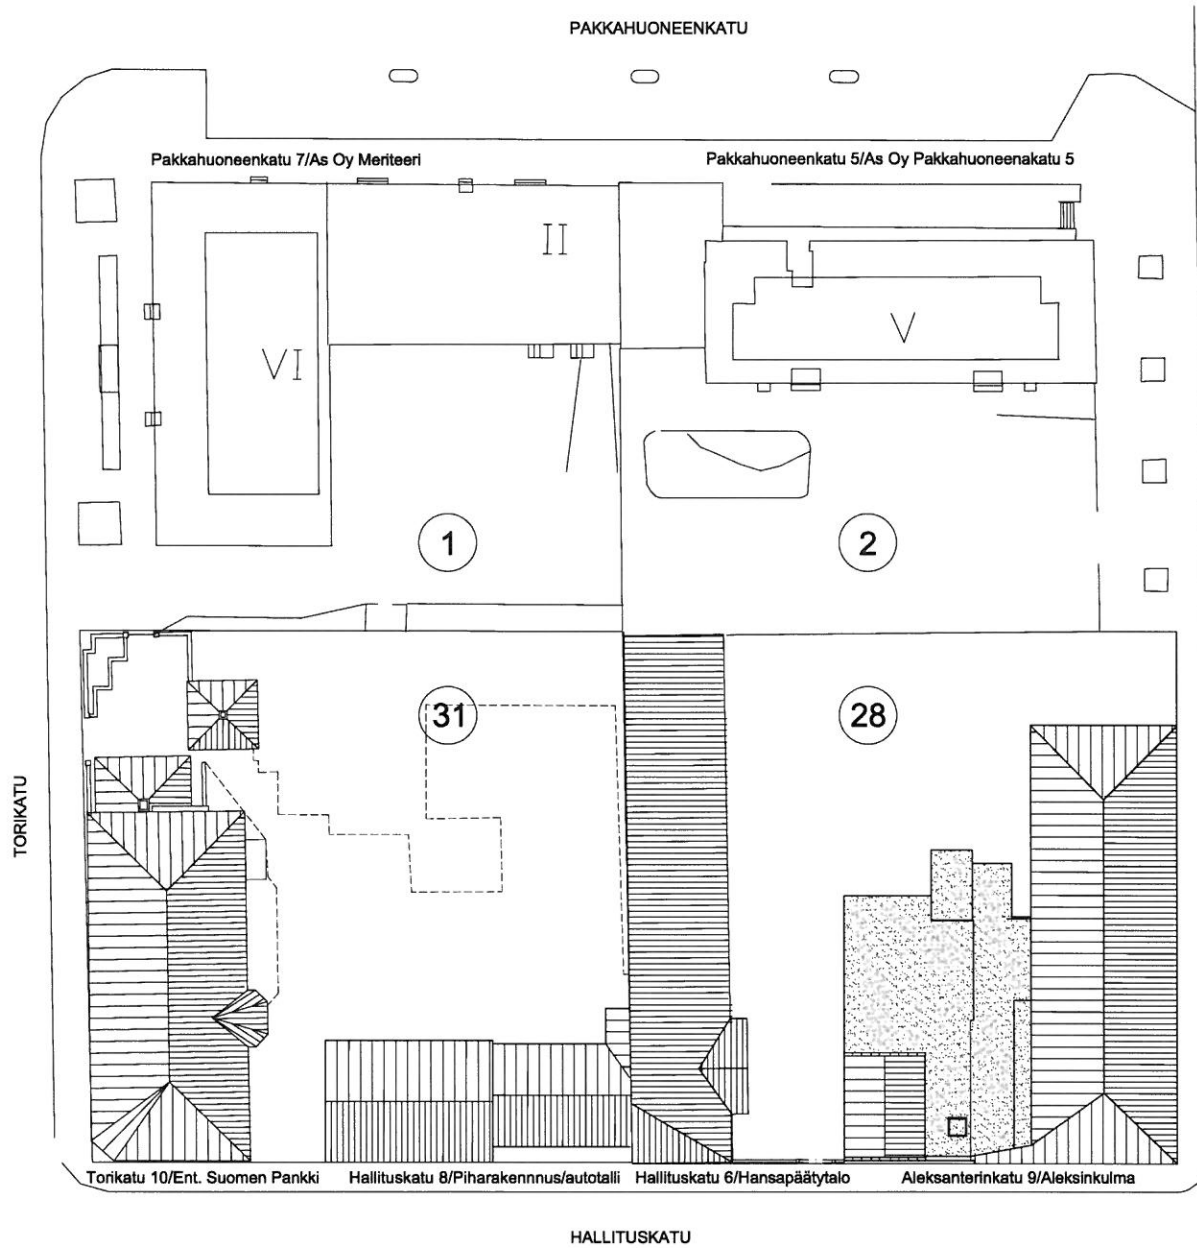 PAKKAHUONEENKATU
Pakkahuoneenkatu 7/As Oy Meriteeri
Pakkahuoneenkatu 5/As Oy Pakkahuoneenakatu 5
II
VI
V
1
2
31
28
TORIKATU
Torikatu 10/Ent. Suomen Pankki
Hallituskatu 8/Piharakennnus/autotalli
Hallituskatu 6/Hansapäätytalo
Aleksanterinkatu 9/Aleksinkulma
HALLITUSKATU